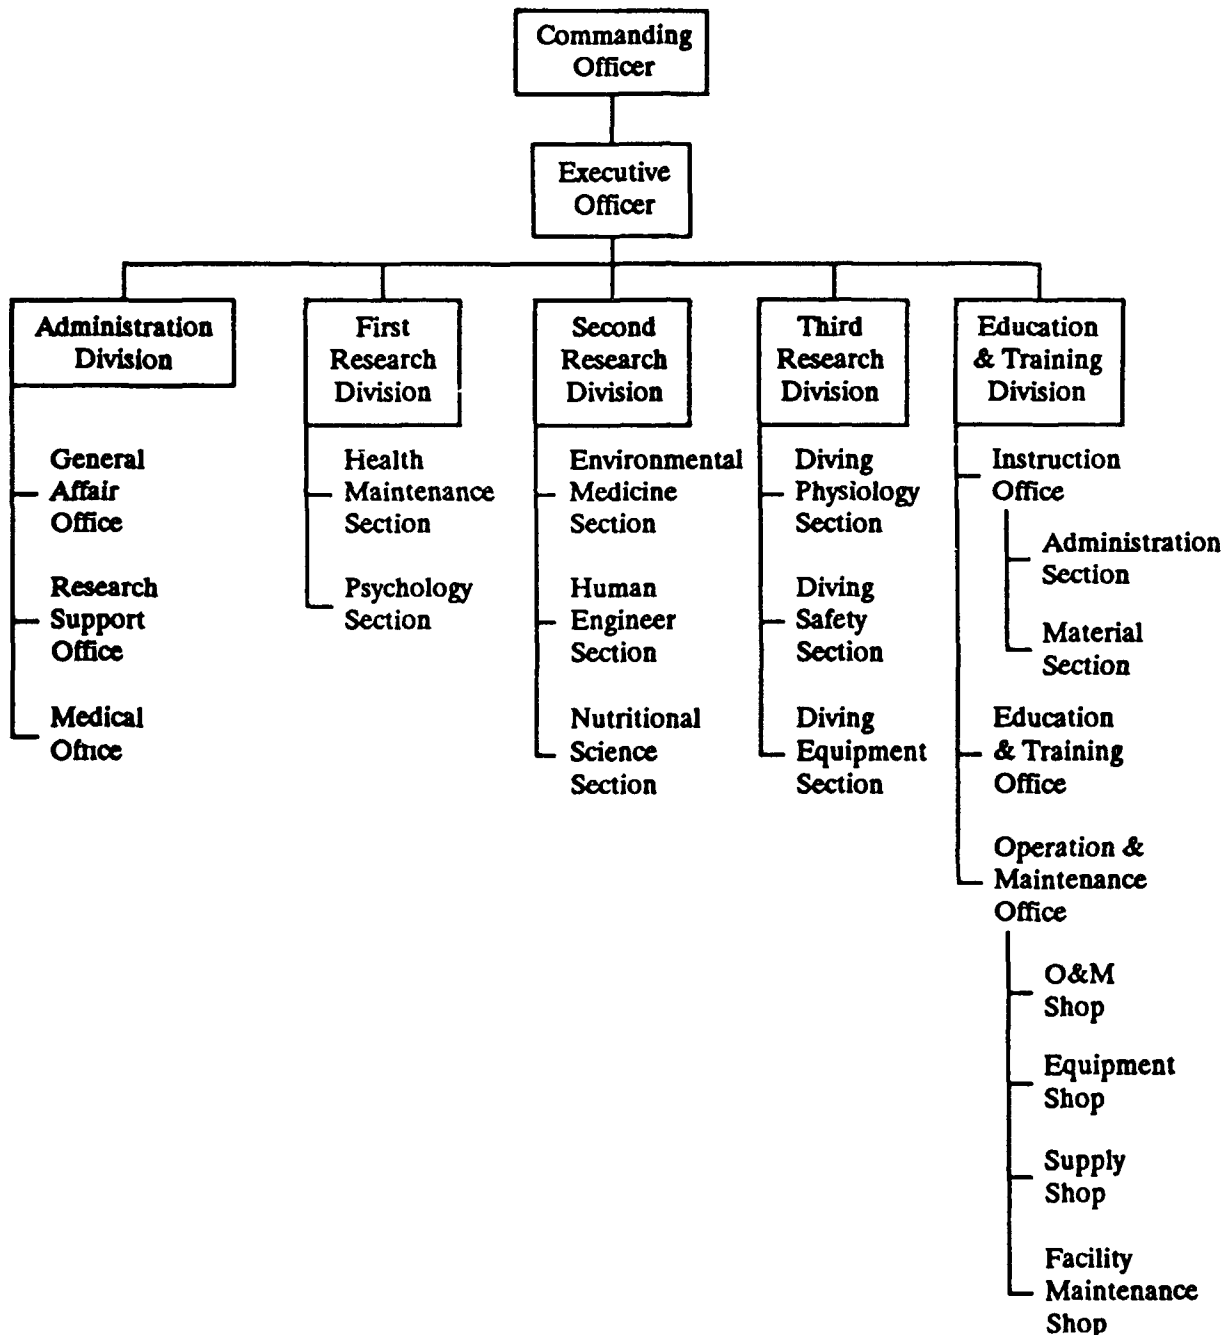 Commanding
Officer
Executive
Officer
Administration
Division
First
Research
Division
Second
Research
Division
Third
Research
Division
Education
& Training
Division
General
Affair
Office
Research
Support
Office
Medical
Office
Health
Maintenance
Section
Psychology
Section
Environmental
Medicine
Section
Human
Engineer
Section
Nutritional
Science
Section
Diving
Physiology
Section
Diving
Safety
Section
Diving
Equipment
Section
Instruction
Office
Administration
Section
Material
Section
Education
& Training
Office
Operation &
Maintenance
Office
O&M
Shop
Equipment
Shop
Supply
Shop
Facility
Maintenance
Shop